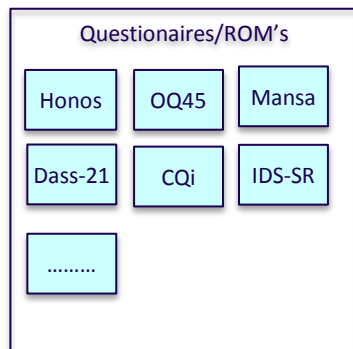 Questionaires/ROM’s
Honos OQ45 Mansa
Dass-21 CQi IDS-SR
………